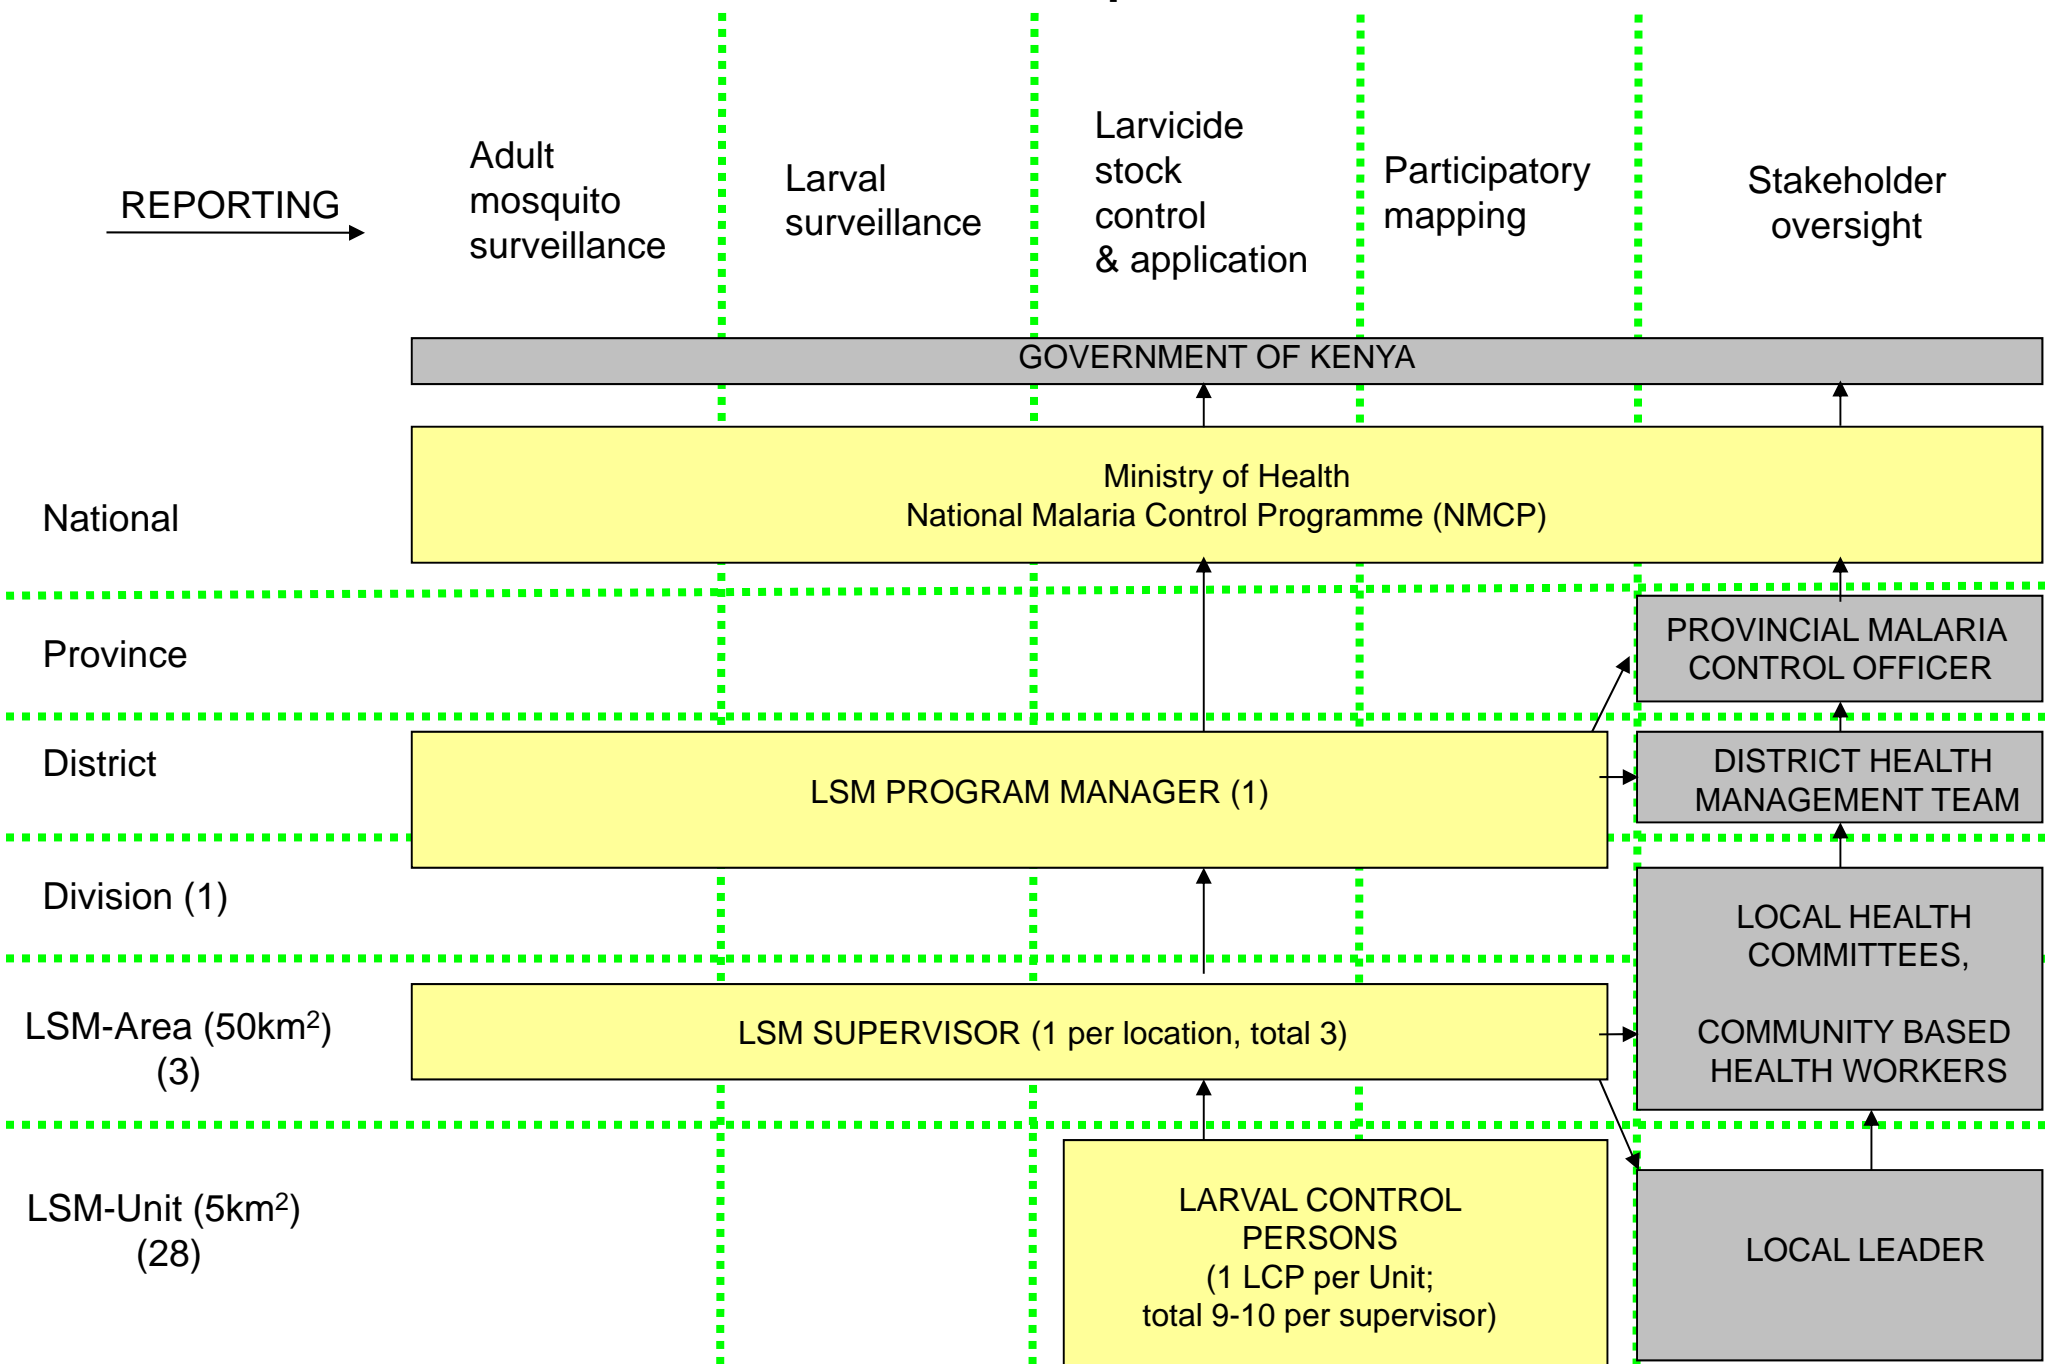 REPORTING
Adult
mosquito
surveillance
Larval
surveillance
Larvicide
stock
control
& application
Participatory
mapping
Stakeholder
oversight
GOVERNMENT OF KENYA
National
Ministry of Health
National Malaria Control Programme (NMCP)
Province
PROVINCIAL MALARIA
CONTROL OFFICER
District
LSM PROGRAM MANAGER (1)
DISTRICT HEALTH
MANAGEMENT TEAM
Division (1)
LOCAL HEALTH
COMMITTEES,
COMMUNITY BASED
HEALTH WORKERS
LSM-Area (50km²)
(3)
LSM SUPERVISOR (1 per location, total 3)
LSM-Unit (5km²)
(28)
LARVAL CONTROL
PERSONS
(1 LCP per Unit;
total 9-10 per supervisor)
LOCAL LEADER